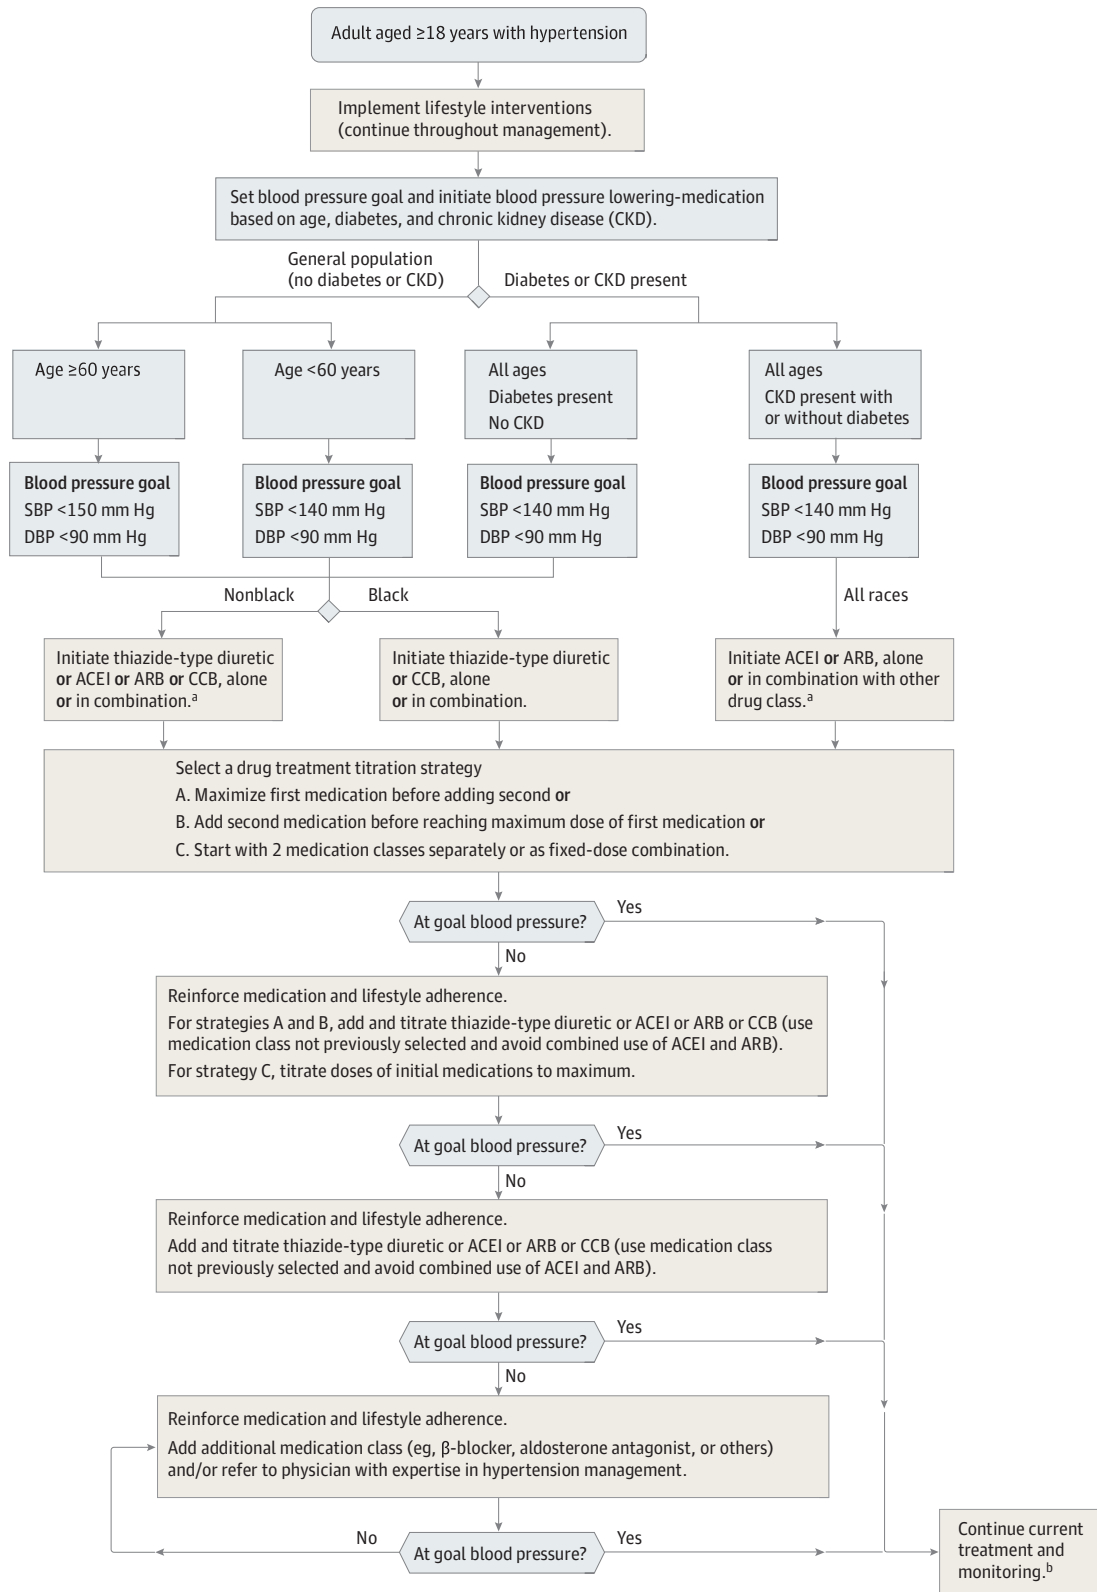 Adult aged ≥18 years with hypertension
Implement lifestyle interventions
(continue throughout management).
Set blood pressure goal and initiate blood pressure lowering-medication
based on age, diabetes, and chronic kidney disease (CKD).
General population
(no diabetes or CKD)
Diabetes or CKD present
Age ≥60 years
Age <60 years
All ages
Diabetes present
No CKD
All ages
CKD present with
or without diabetes
Blood pressure goal
SBP <150 mm Hg
DBP <90 mm Hg
Blood pressure goal
SBP <140 mm Hg
DBP <90 mm Hg
Blood pressure goal
SBP <140 mm Hg
DBP <90 mm Hg
Blood pressure goal
SBP <140 mm Hg
DBP <90 mm Hg
Nonblack
Black
All races
Initiate thiazide-type diuretic
or ACEI or ARB or CCB, alone
or in combination.a
Initiate thiazide-type diuretic
or CCB, alone
or in combination.
Initiate ACEI or ARB, alone
or in combination with other
drug class.a
Select a drug treatment titration strategy
A. Maximize first medication before adding second or
B. Add second medication before reaching maximum dose of first medication or
C. Start with 2 medication classes separately or as fixed-dose combination.
At goal blood pressure?
Yes
No
Reinforce medication and lifestyle adherence.
For strategies A and B, add and titrate thiazide-type diuretic or ACEI or ARB or CCB (use
medication class not previously selected and avoid combined use of ACEI and ARB).
For strategy C, titrate doses of initial medications to maximum.
At goal blood pressure?
Yes
No
Reinforce medication and lifestyle adherence.
Add and titrate thiazide-type diuretic or ACEI or ARB or CCB (use medication class
not previously selected and avoid combined use of ACEI and ARB).
At goal blood pressure?
Yes
No
Reinforce medication and lifestyle adherence.
Add additional medication class (eg, β-blocker, aldosterone antagonist, or others)
and/or refer to physician with expertise in hypertension management.
No
At goal blood pressure?
Yes
Continue current
treatment and
monitoring.b